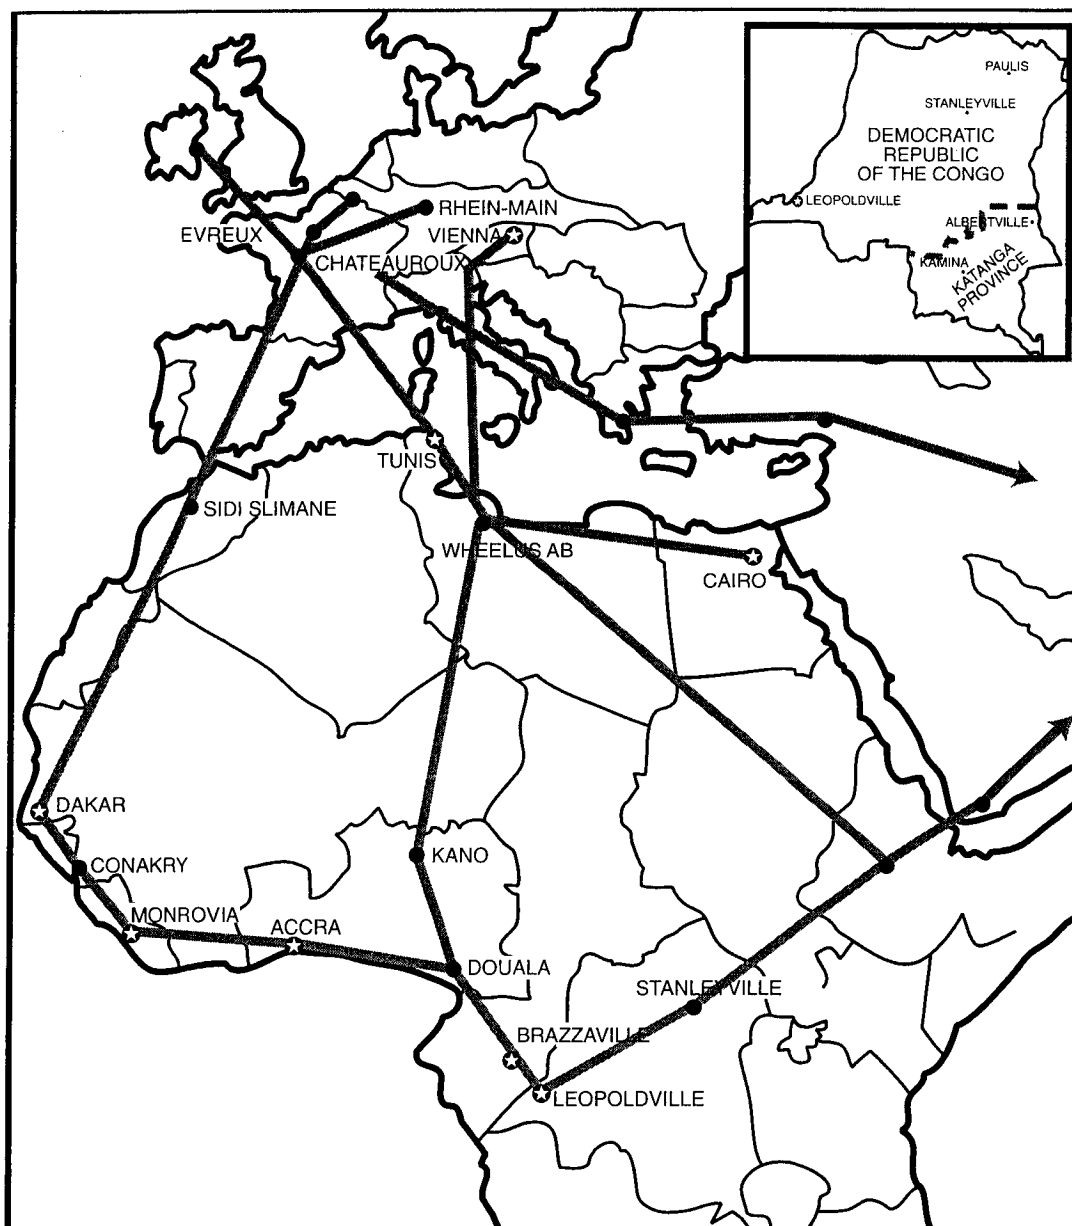 PAULIS
STANLEYVILLE
DEMOCRATIC
REPUBLIC
OF THE CONGO
LEOPOLDVILLE
ALBERTVILLE
KAMINA
KATANGA
PROVINCE
RHEIN-MAIN
EVREUX
VIENNA
CHATEAUROUX
TUNIS
SIDI SLIMANE
WHEELUS AB
CAIRO
DAKAR
KANO
CONAKRY
MONROVIA
ACCRA
DOUALA
STANLEYVILLE
BRAZZAVILLE
LEOPOLDVILLE